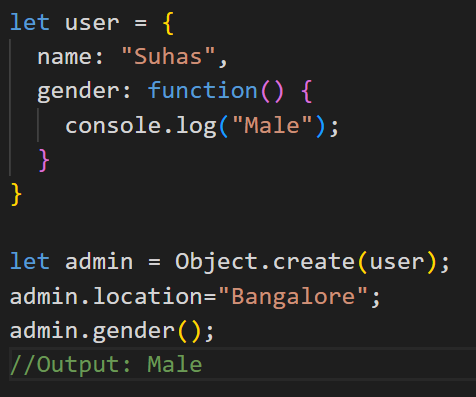 let user = {
  name: "Suhas",
  gender: function() {
    console.log("Male");
  }
}

let admin = Object.create(user);
admin.location="Bangalore";
admin.gender();
//Output: Male